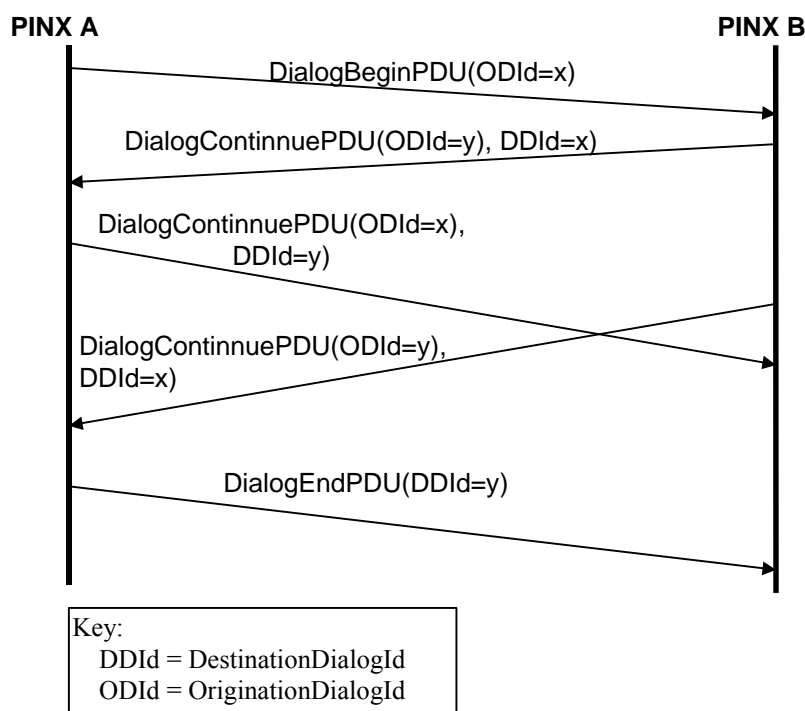 PINX A
PINX B
DialogBeginPDU(ODId=x)
DialogContinnuePDU(ODId=y), DDId=x)
DialogContinnuePDU(ODId=x),
DDId=y)
DialogContinnuePDU(ODId=y),
DDId=x)
DialogEndPDU(DDId=y)
Key:
DDId = DestinationDialogId
ODId = OriginationDialogId